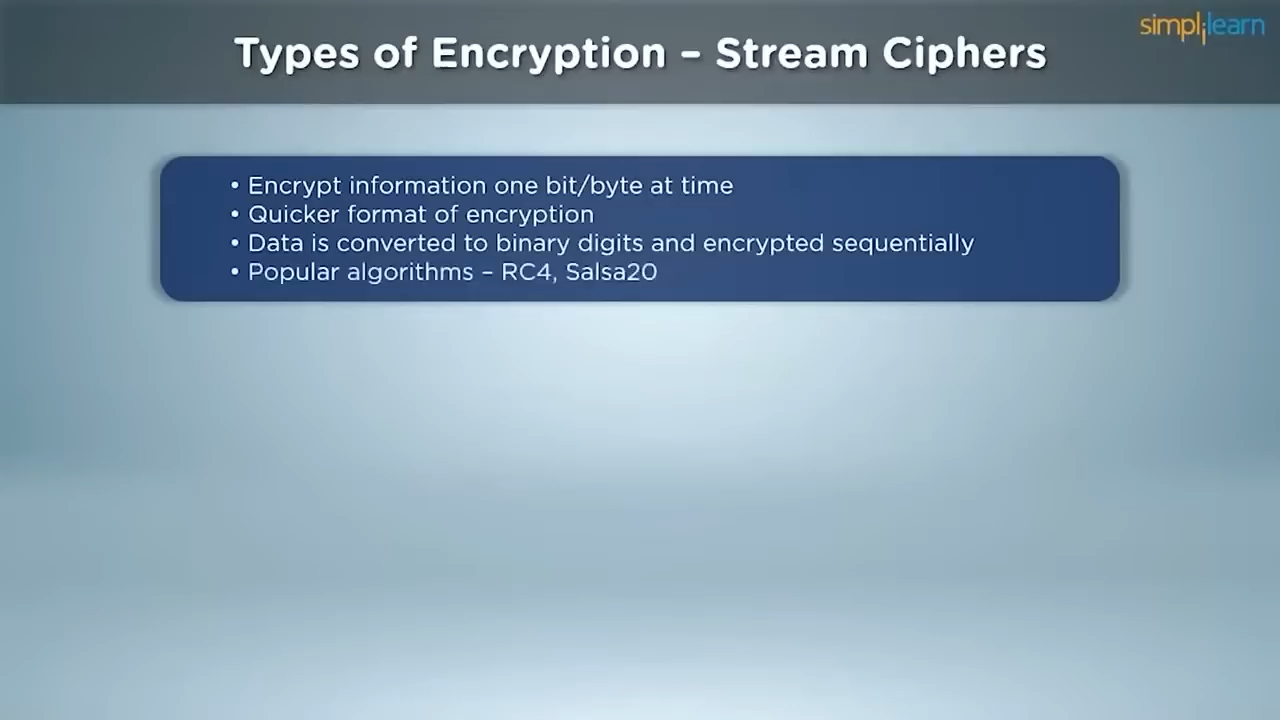 simplilearn
Types of Encryption – Stream Ciphers
• Encrypt information one bit/byte at time
• Quicker format of encryption
• Data is converted to binary digits and encrypted sequentially
• Popular algorithms – RC4, Salsa20